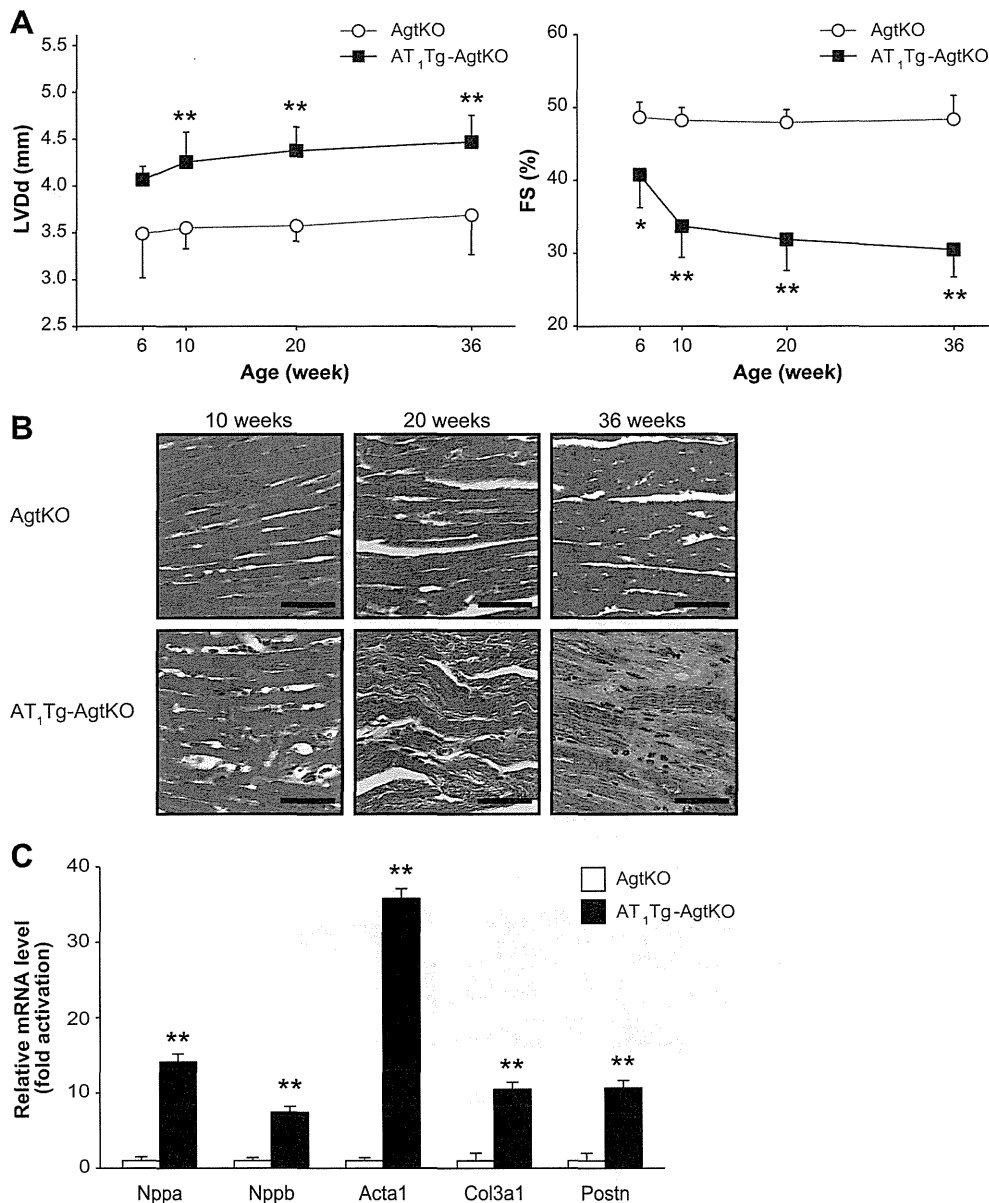 A
AgtKO
AT1Tg-AgtKO
LVDd (mm)
5.5
5.0
4.5
4.0
3.5
3.0
2.5
** ** **
6 10 20 36
Age (week)
AgtKO
AT1Tg-AgtKO
FS (%)
60
50
40
30
20
* ** ** **
6 10 20 36
Age (week)
B
10 weeks 20 weeks 36 weeks
AgtKO
AT1Tg-AgtKO
C
AgtKO
AT1Tg-AgtKO
Relative mRNA level
(fold activation)
40
30
20
10
0
** ** ** ** **
Nppa Nppb Acta1 Col3a1 Postn